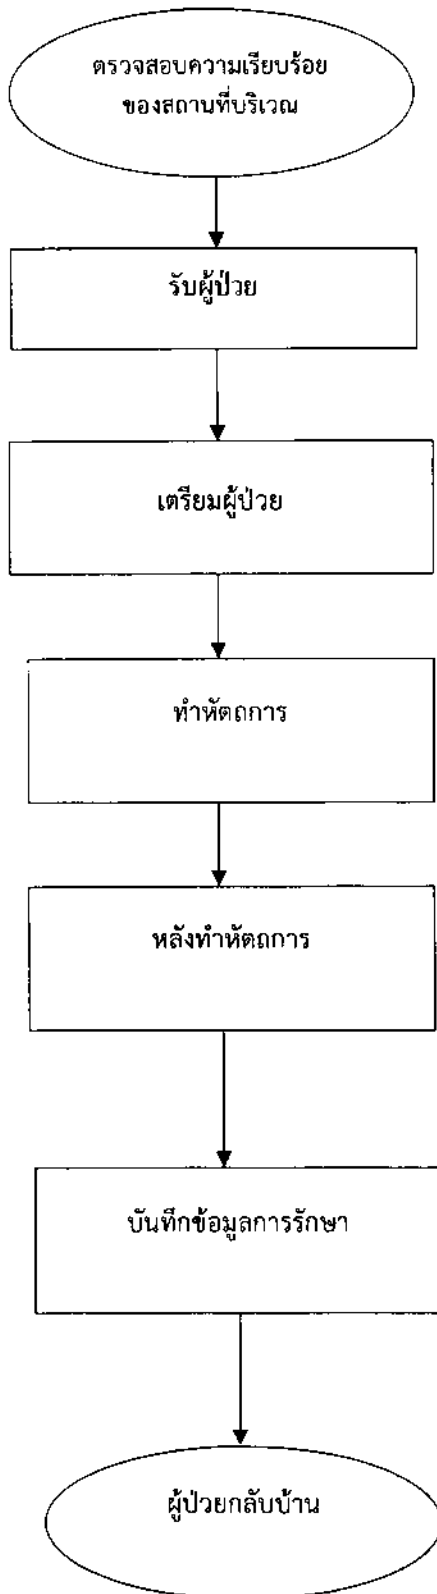 ตรวจสอบความเรียบร้อย
ของสถานที่บริเวณ
รับผู้ป่วย
เตรียมผู้ป่วย
ทำหัตถการ
หลังทำหัตถการ
บันทึกข้อมูลการรักษา
ผู้ป่วยกลับบ้าน